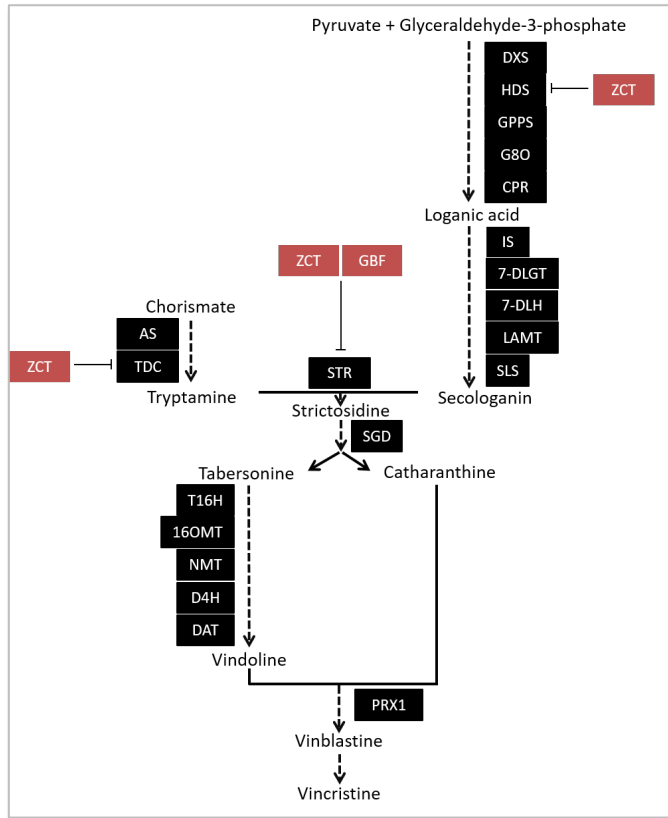 Pyruvate + Glyceraldehyde-3-phosphate
DXS
HDS
ZCT
GPPS
G8O
CPR
Loganic acid
IS
ZCT GBF
7-DLGT
7-DLH
Chorismate
AS
LAMT
ZCT
TDC
STR
SLS
Tryptamine
Secologanin
Strictosidine
SGD
Tabersonine
Catharanthine
T16H
16OMT
NMT
D4H
DAT
Vindoline
PRX1
Vinblastine
Vincristine